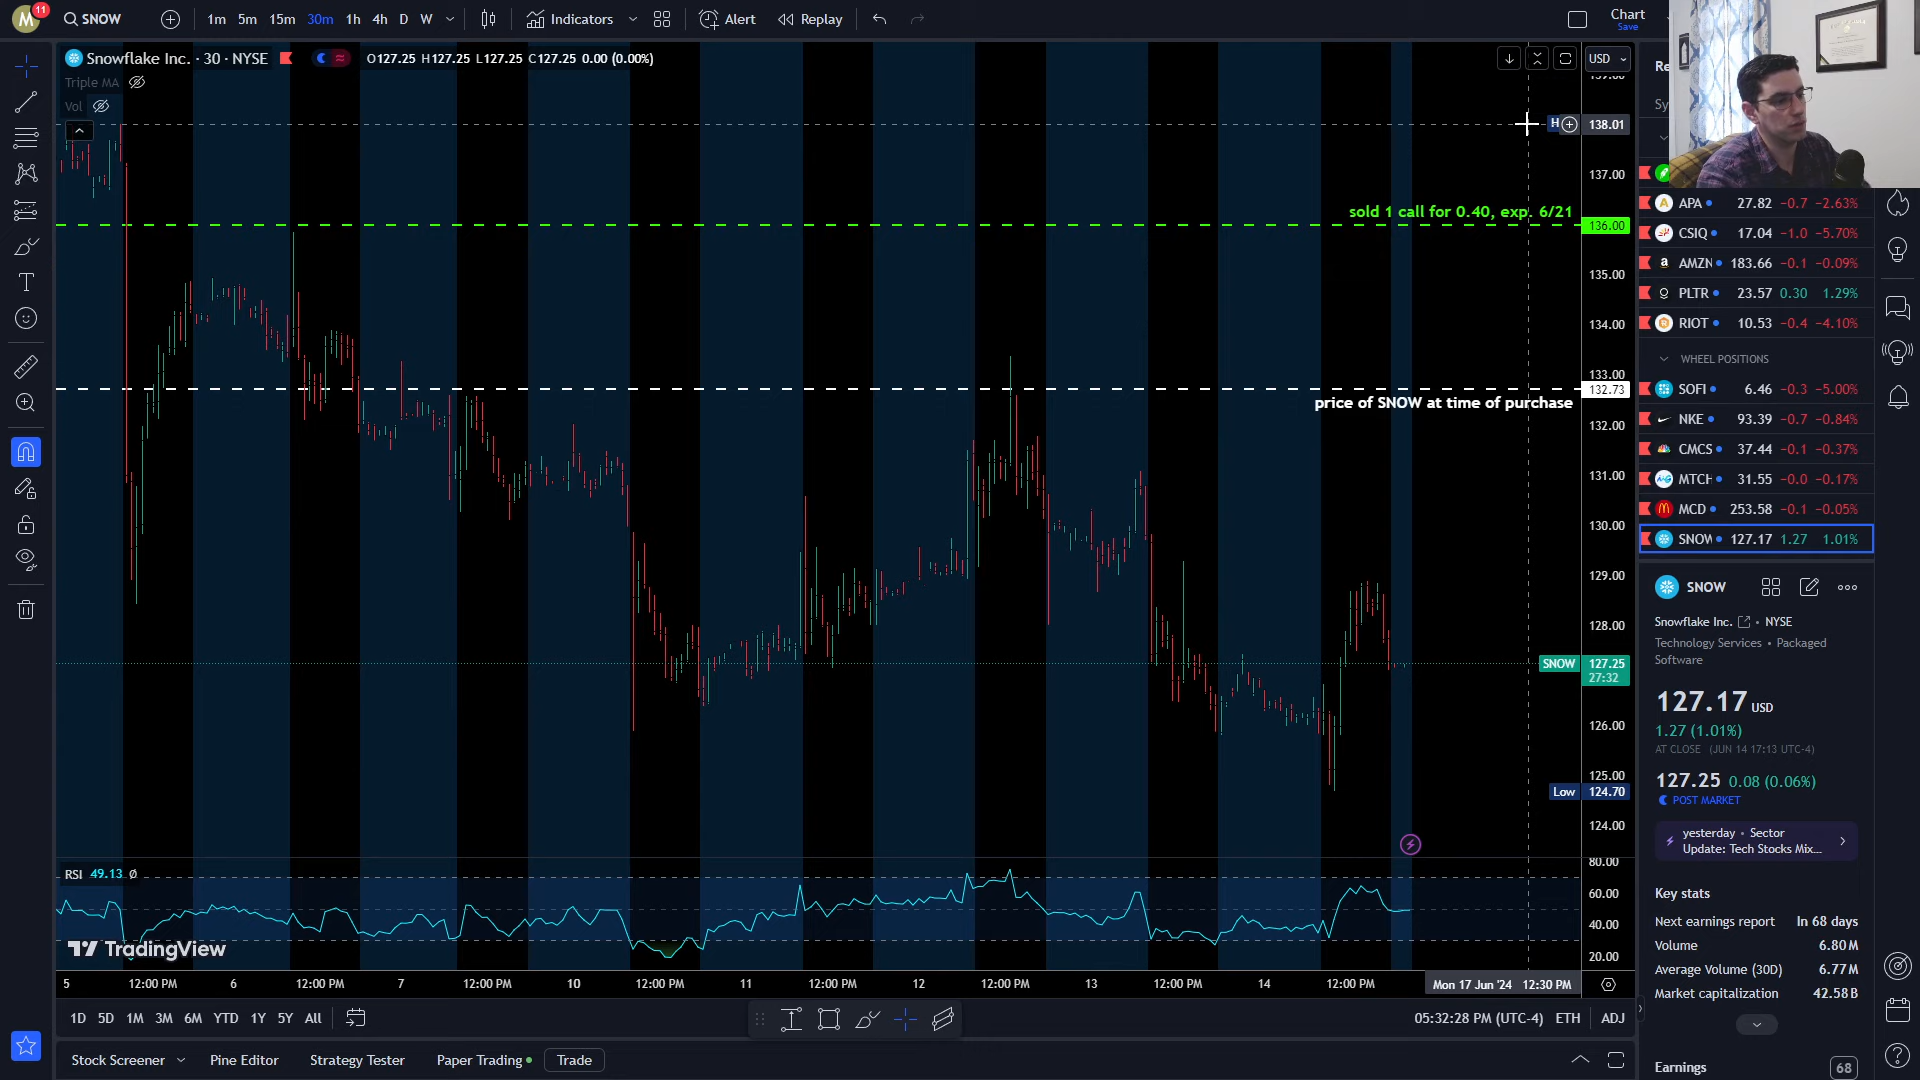 M
11
SNOW
1m 5m 15m 30m 1h 4h D W
Indicators
Alert
Replay
Chart
Save
Snowflake Inc. · 30 · NYSE
O127.25 H127.25 L127.25 C127.25 0.00 (0.00%)
USD
Triple MA
Vol
139.00
H 138.01
137.00
sold 1 call for 0.40, exp. 6/21
136.00
135.00
134.00
133.00
132.73
price of SNOW at time of purchase
132.00
131.00
130.00
129.00
128.00
SNOW 127.25
27:32
126.00
125.00
Low 124.70
124.00
RSI 49.13 Ø
80.00
60.00
40.00
20.00
TradingView
5 12:00 PM 6 12:00 PM 7 12:00 PM 10 12:00 PM 11 12:00 PM 12 12:00 PM 13 12:00 PM 14 12:00 PM Mon 17 Jun '24 12:30 PM
1D 5D 1M 3M 6M YTD 1Y 5Y All
05:32:28 PM (UTC-4) ETH ADJ
Stock Screener
Pine Editor
Strategy Tester
Paper Trading
Trade
Re
Sy
APA 27.82 −0.7 −2.63%
CSIQ 17.04 −1.0 −5.70%
AMZN 183.66 −0.1 −0.09%
PLTR 23.57 0.30 1.29%
RIOT 10.53 −0.4 −4.10%
WHEEL POSITIONS
SOFI 6.46 −0.3 −5.00%
NKE 93.39 −0.7 −0.84%
CMCS 37.44 −0.1 −0.37%
MTCH 31.55 −0.0 −0.17%
MCD 253.58 −0.1 −0.05%
SNOW 127.17 1.27 1.01%
SNOW
Snowflake Inc. • NYSE
Technology Services • Packaged
Software
127.17 USD
1.27 (1.01%)
AT CLOSE (JUN 14 17:13 UTC-4)
127.25 0.08 (0.06%)
POST MARKET
yesterday • Sector
Update: Tech Stocks Mix...
Key stats
Next earnings report In 68 days
Volume 6.80M
Average Volume (30D) 6.77M
Market capitalization 42.58B
Earnings 68